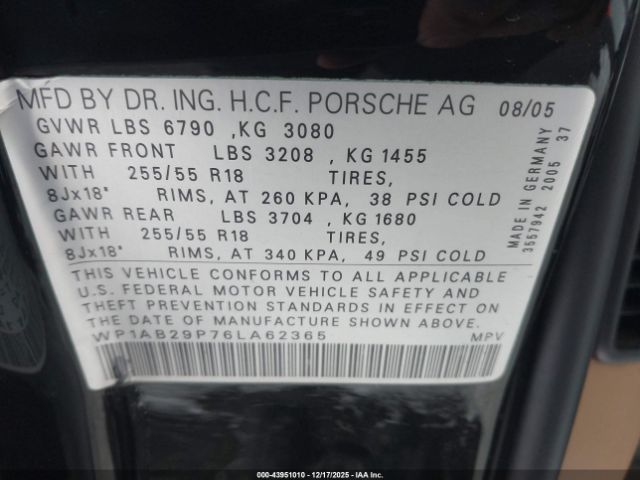 MFD BY DR. ING. H.C.F. PORSCHE AG 08/05
GVWR LBS 6790 ,KG 3080
GAWR FRONT LBS 3208 , KG 1455
WITH 255/55 R18 TIRES,
8Jx18" RIMS, AT 260 KPA, 38 PSI COLD
GAWR REAR LBS 3704 , KG 1680
WITH 255/55 R18 TIRES,
8Jx18" RIMS, AT 340 KPA, 49 PSI COLD
THIS VEHICLE CONFORMS TO ALL APPLICABLE
U.S. FEDERAL MOTOR VEHICLE SAFETY AND
THEFT PREVENTION STANDARDS IN EFFECT ON
THE DATE OF MANUFACTURE SHOWN ABOVE.
WP1AB29P76LA62365 MPV
MADE IN GERMANY
3557942 2005 37
000-43951010 - 12/17/2025 - IAAI Inc.